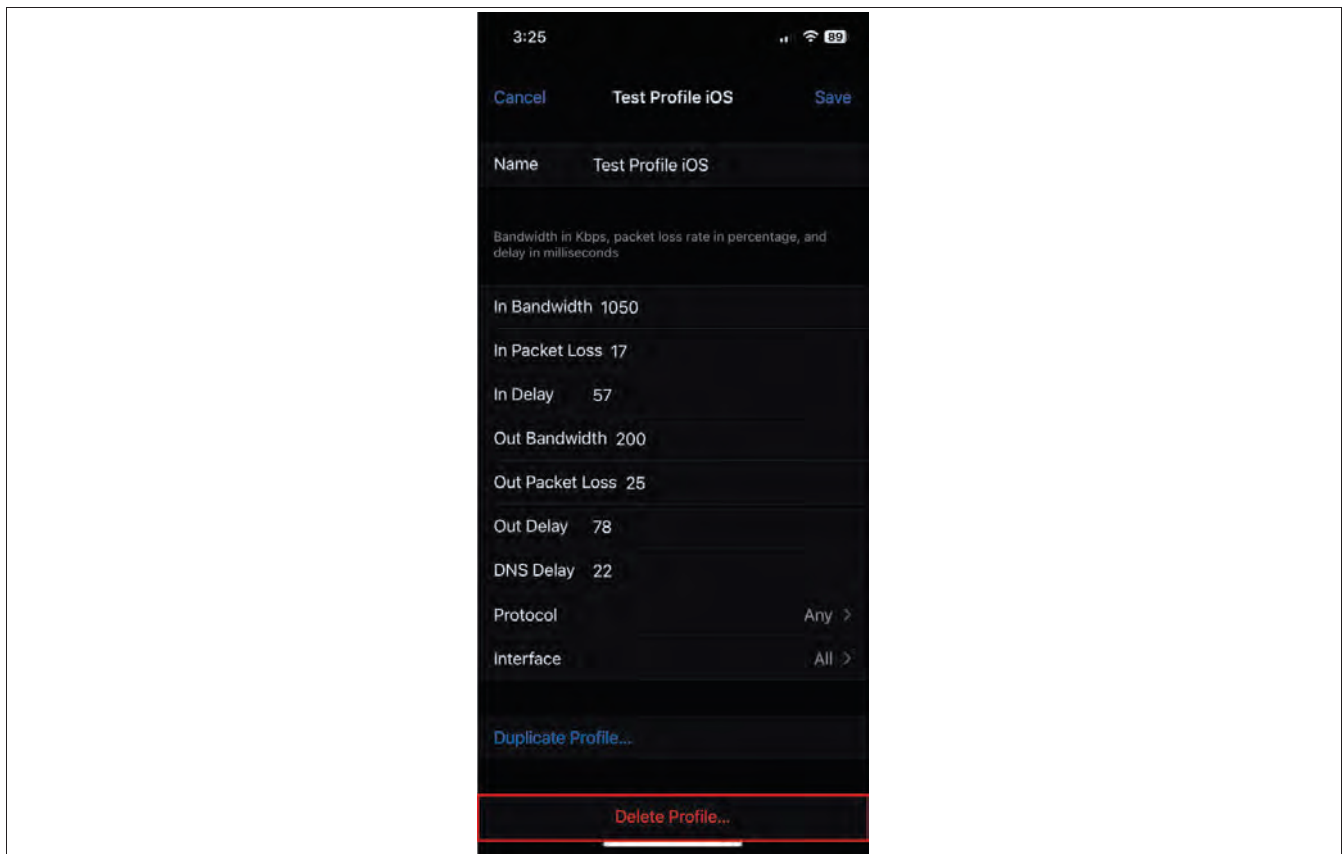 3:25 89
Cancel Test Profile iOS Save
Name Test Profile iOS
Bandwidth in Kbps, packet loss rate in percentage, and
delay in milliseconds
In Bandwidth 1050
In Packet Loss 17
In Delay 57
Out Bandwidth 200
Out Packet Loss 25
Out Delay 78
DNS Delay 22
Protocol Any >
Interface All >
Duplicate Profile...
Delete Profile...